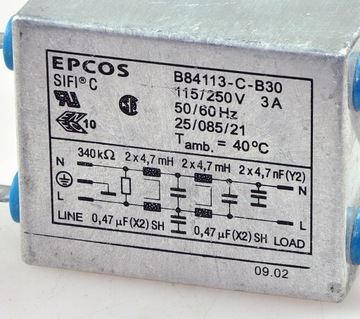 EPCOS
SIFI® C
B84113-C-B30
115/250V 3A
50/60Hz
25/085/21
Tamb. = 40°C
10
340kΩ 2x4,7mH 2x4,7mH 2x4,7nF(Y2)
N N
L L
LINE 0,47µF(X2)SH 0,47µF(X2)SH LOAD
09.02